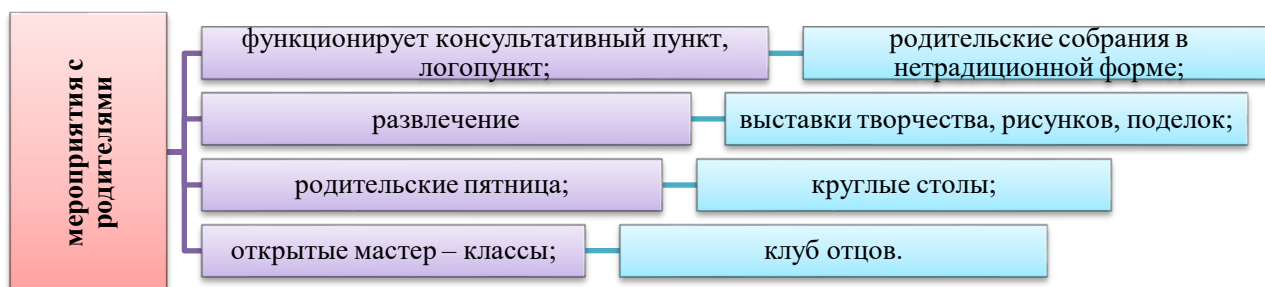 мероприятия с
родителями
функционирует консультативный пункт,
логопункт;
родительские собрания в
нетрадиционной форме;
развлечение
выставки творчества, рисунков, поделок;
родительские пятница;
круглые столы;
открытые мастер – классы;
клуб отцов.